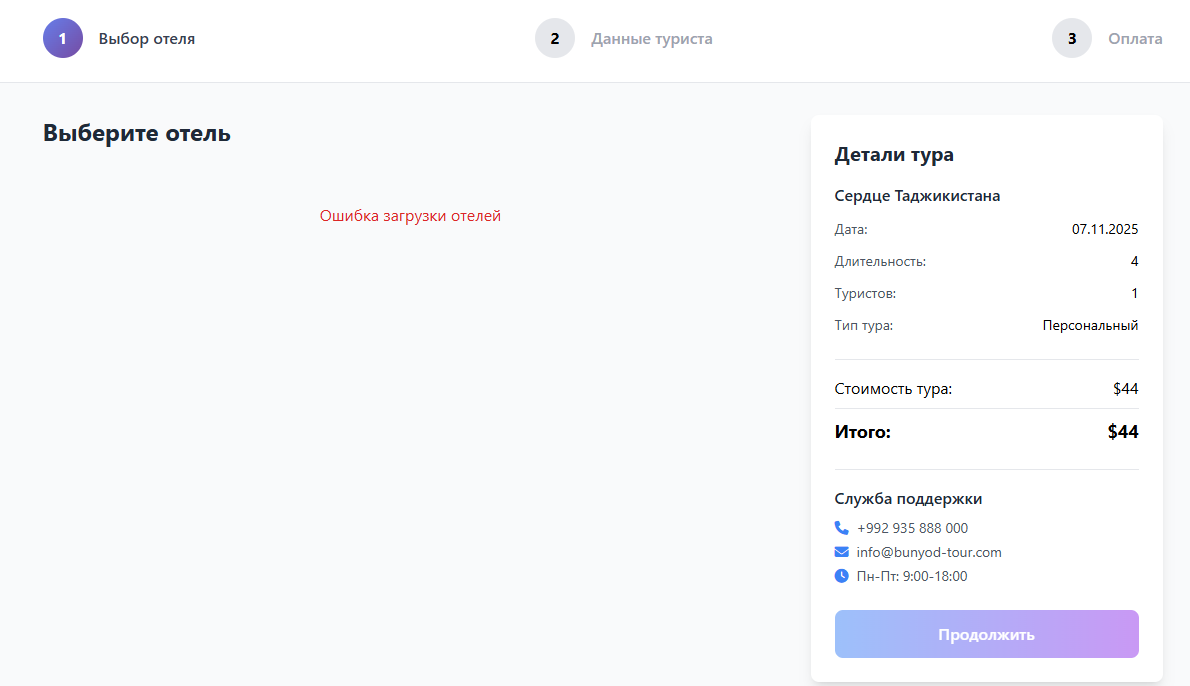 1 Выбор отеля 2 Данные туриста 3 Оплата
Выберите отель
Ошибка загрузки отелей
Детали тура
Сердце Таджикистана
Дата: 07.11.2025
Длительность: 4
Туристов: 1
Тип тура: Персональный
Стоимость тура: $44
Итого: $44
Служба поддержки
+992 935 888 000
info@bunyod-tour.com
Пн-Пт: 9:00-18:00
Продолжить